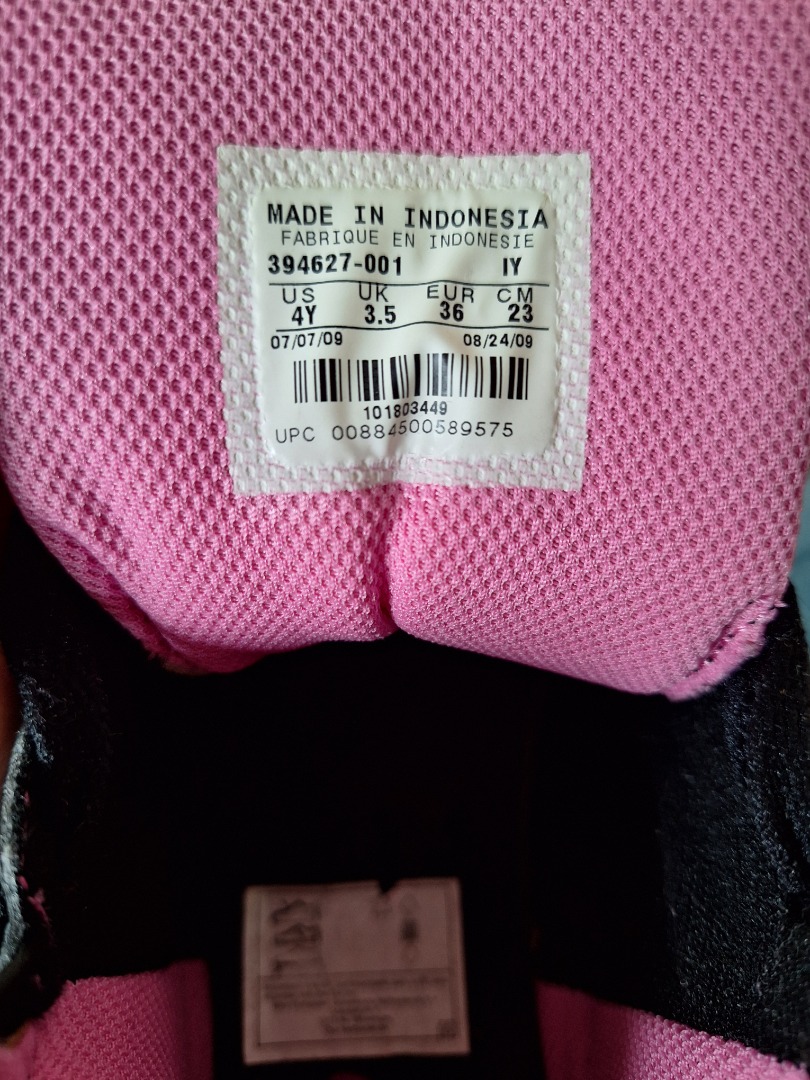 MADE IN INDONESIA
FABRIQUE EN INDONESIE
394627-001 IY
US UK EUR CM
4Y 3.5 36 23
07/07/09 08/24/09
101803449
UPC 00884500589575